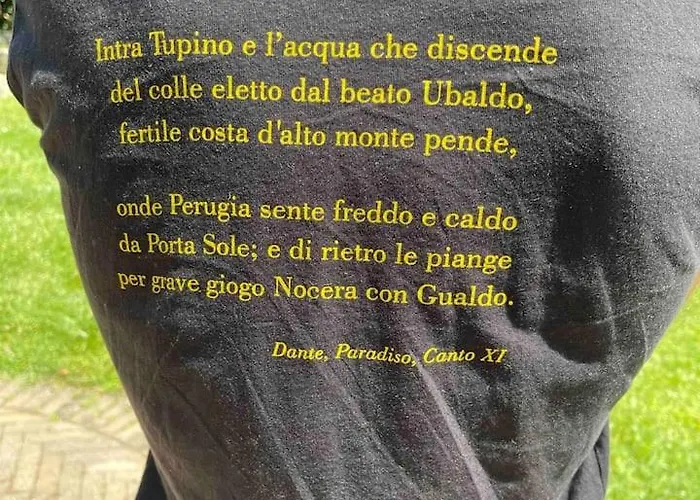 Intra Tupino e l'acqua che discende
del colle eletto dal beato Ubaldo,
fertile costa d'alto monte pende,
onde Perugia sente freddo e caldo
da Porta Sole; e di rietro le piange
per grave giogo Nocera con Gualdo.
Dante, Paradiso, Canto XI